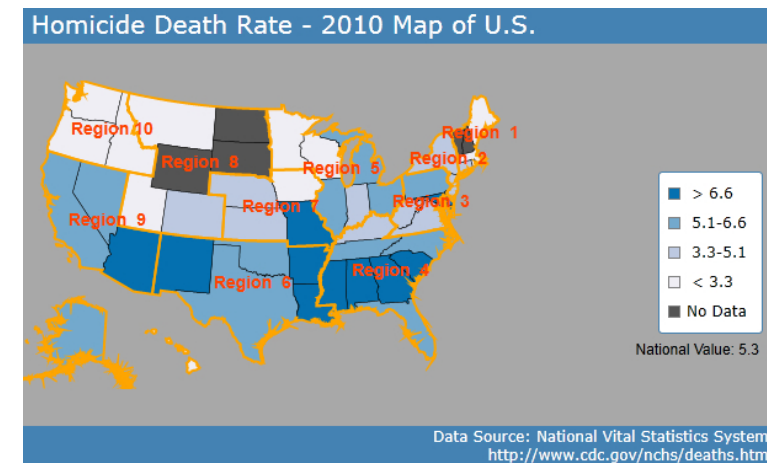 Homicide Death Rate - 2010 Map of U.S.
Region 10
Region 1
Region 8
Region 5
Region 2
Region 7
Region 3
Region 9
Region 6
Region 4
> 6.6
5.1-6.6
3.3-5.1
< 3.3
No Data
National Value: 5.3
Data Source: National Vital Statistics System
http://www.cdc.gov/nchs/deaths.htm